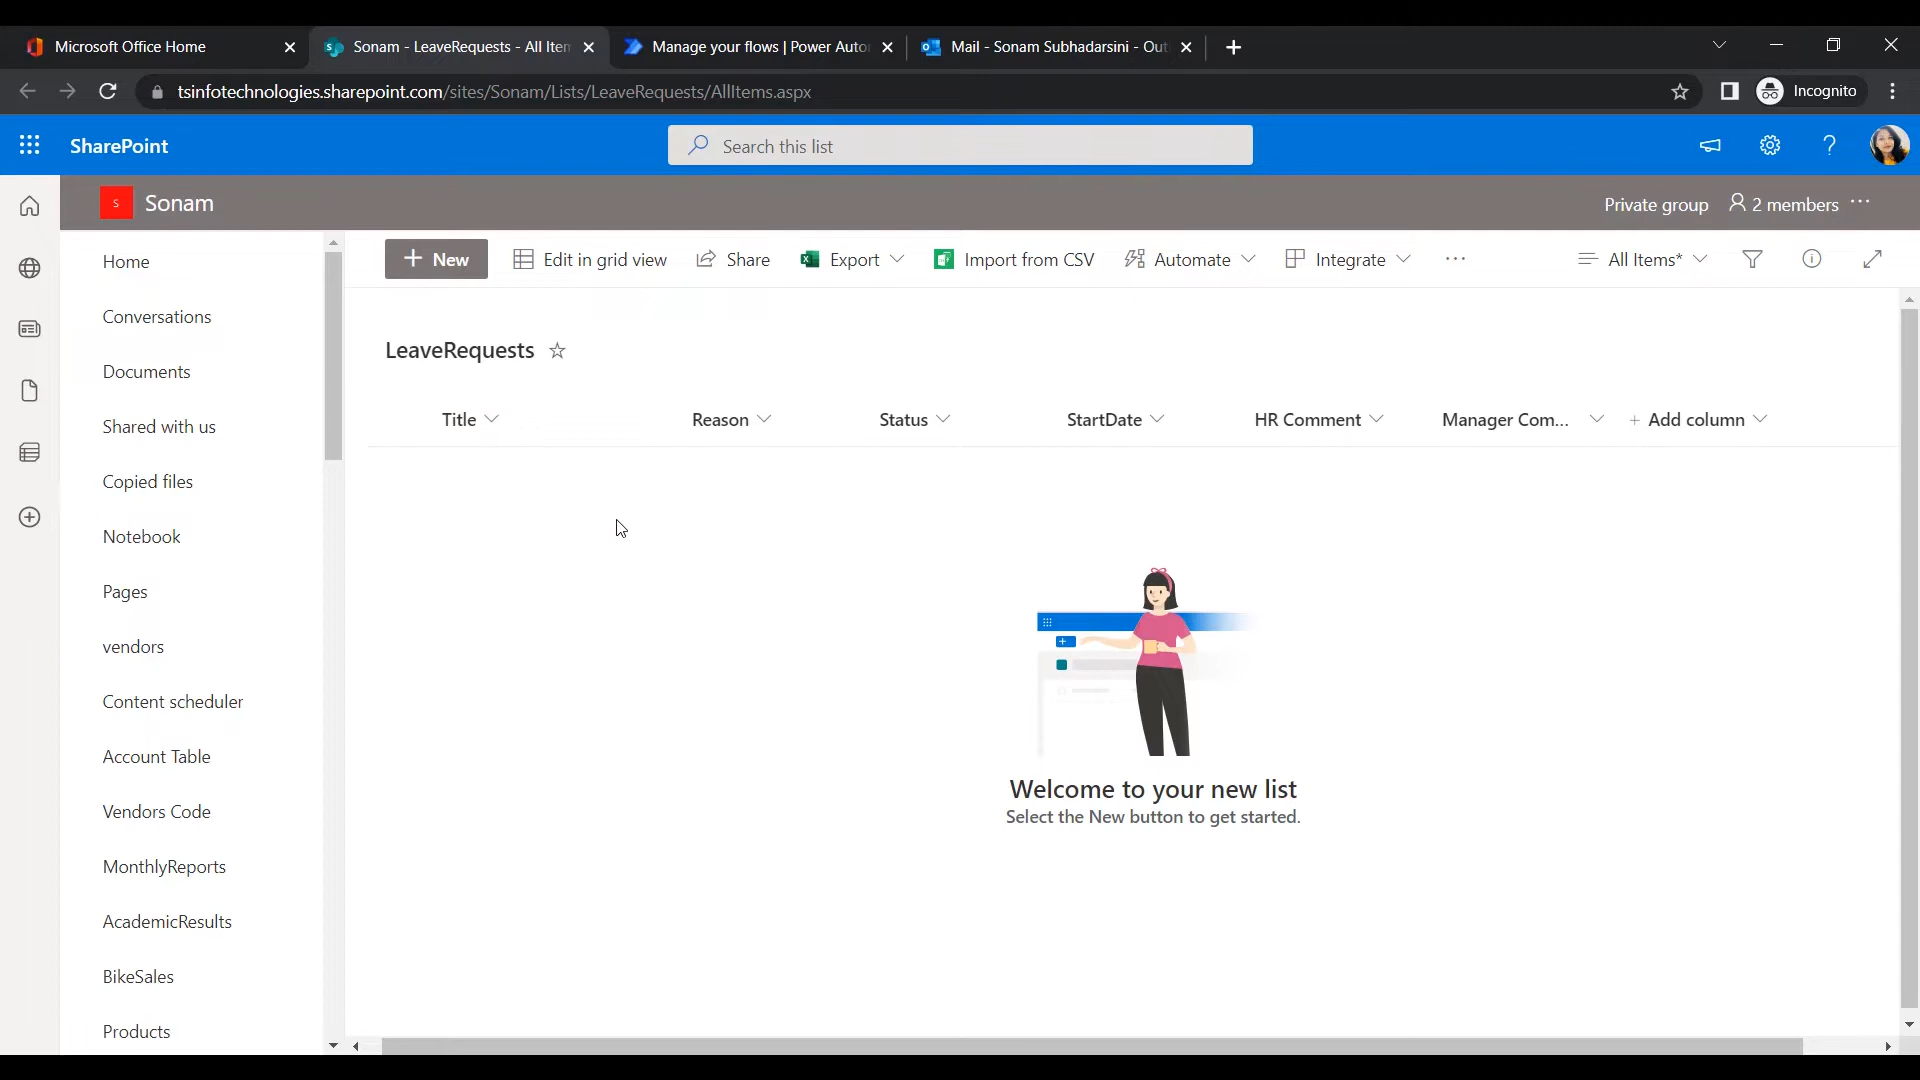 Microsoft Office Home
Sonam - LeaveRequests - All Iten
Manage your flows | Power Auto
Mail - Sonam Subhadarsini - Out
tsinfotechnologies.sharepoint.com/sites/Sonam/Lists/LeaveRequests/AllItems.aspx
Incognito
SharePoint
Search this list
S
Sonam
Private group
2 members
New
Edit in grid view
Share
Export
Import from CSV
Automate
Integrate
All Items*
Home
Conversations
Documents
Shared with us
Copied files
Notebook
Pages
vendors
Content scheduler
Account Table
Vendors Code
MonthlyReports
AcademicResults
BikeSales
Products
LeaveRequests
Title
Reason
Status
StartDate
HR Comment
Manager Com...
+ Add column
Welcome to your new list
Select the New button to get started.